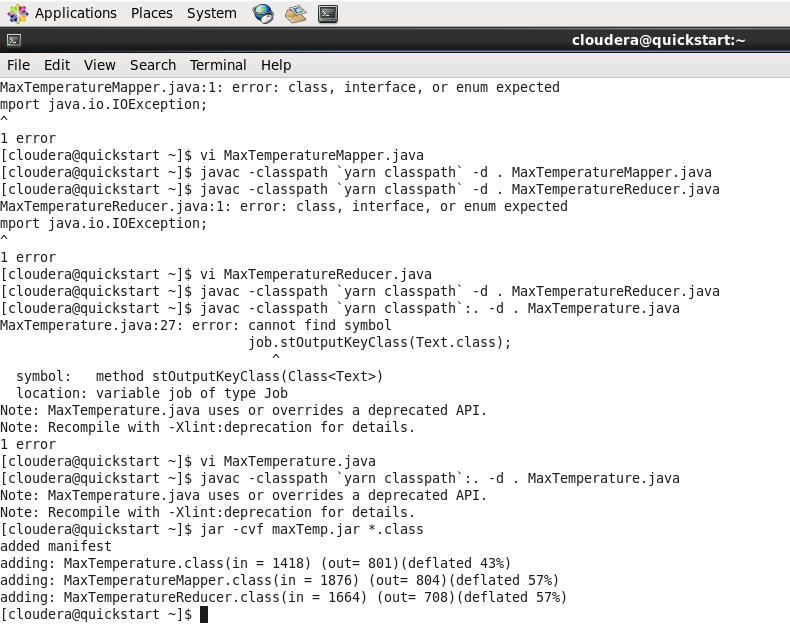 Applications Places System
cloudera@quickstart:~
File Edit View Search Terminal Help
MaxTemperatureMapper.java:1: error: class, interface, or enum expected
mport java.io.IOException;
^
1 error
[cloudera@quickstart ~]$ vi MaxTemperatureMapper.java
[cloudera@quickstart ~]$ javac -classpath `yarn classpath` -d . MaxTemperatureMapper.java
[cloudera@quickstart ~]$ javac -classpath `yarn classpath` -d . MaxTemperatureReducer.java
MaxTemperatureReducer.java:1: error: class, interface, or enum expected
mport java.io.IOException;
^
1 error
[cloudera@quickstart ~]$ vi MaxTemperatureReducer.java
[cloudera@quickstart ~]$ javac -classpath `yarn classpath` -d . MaxTemperatureReducer.java
[cloudera@quickstart ~]$ javac -classpath `yarn classpath`:. -d . MaxTemperature.java
MaxTemperature.java:27: error: cannot find symbol
                               job.stOutputKeyClass(Text.class);
                                  ^
  symbol:   method stOutputKeyClass(Class<Text>)
  location: variable job of type Job
Note: MaxTemperature.java uses or overrides a deprecated API.
Note: Recompile with -Xlint:deprecation for details.
1 error
[cloudera@quickstart ~]$ vi MaxTemperature.java
[cloudera@quickstart ~]$ javac -classpath `yarn classpath`:. -d . MaxTemperature.java
Note: MaxTemperature.java uses or overrides a deprecated API.
Note: Recompile with -Xlint:deprecation for details.
[cloudera@quickstart ~]$ jar -cvf maxTemp.jar *.class
added manifest
adding: MaxTemperature.class(in = 1418) (out= 801)(deflated 43%)
adding: MaxTemperatureMapper.class(in = 1876) (out= 804)(deflated 57%)
adding: MaxTemperatureReducer.class(in = 1664) (out= 708)(deflated 57%)
[cloudera@quickstart ~]$